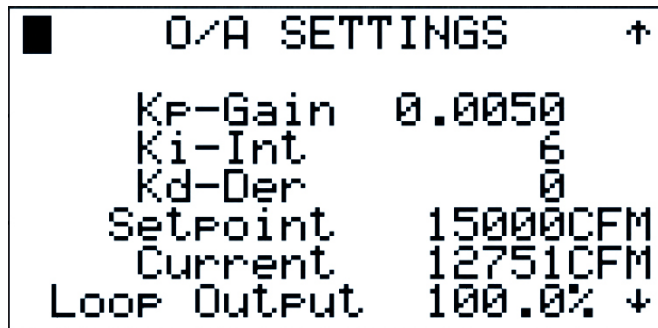 O/A SETTINGS ↑
Kp-Gain 0.0050
Ki-Int 6
Kd-Der 0
Setpoint 15000CFM
Current 12751CFM
Loop Output 100.0% ↓